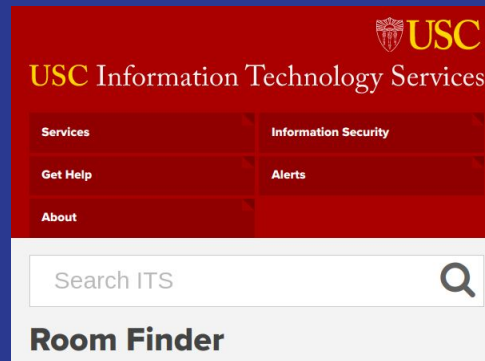 USC
USC Information Technology Services
Services
Information Security
Get Help
Alerts
About
Search ITS
Room Finder